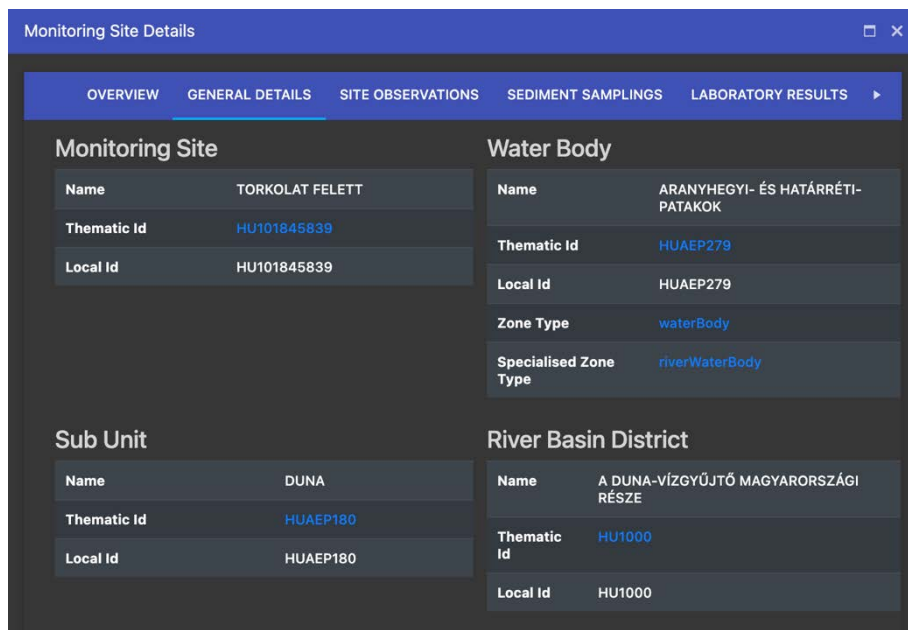 Monitoring Site Details
OVERVIEW GENERAL DETAILS SITE OBSERVATIONS SEDIMENT SAMPLINGS LABORATORY RESULTS
Monitoring Site
Name TORKOLAT FELETT
Thematic Id HU101845839
Local Id HU101845839
Water Body
Name ARANYHEGYI- ÉS HATÁRRÉTI-
PATAKOK
Thematic Id HUAEP279
Local Id HUAEP279
Zone Type waterBody
Specialised Zone riverWaterBody
Type
Sub Unit
Name DUNA
Thematic Id HUAEP180
Local Id HUAEP180
River Basin District
Name A DUNA-VÍZGYŰJTŐ MAGYARORSZÁGI
RÉSZE
Thematic HU1000
Id
Local Id HU1000